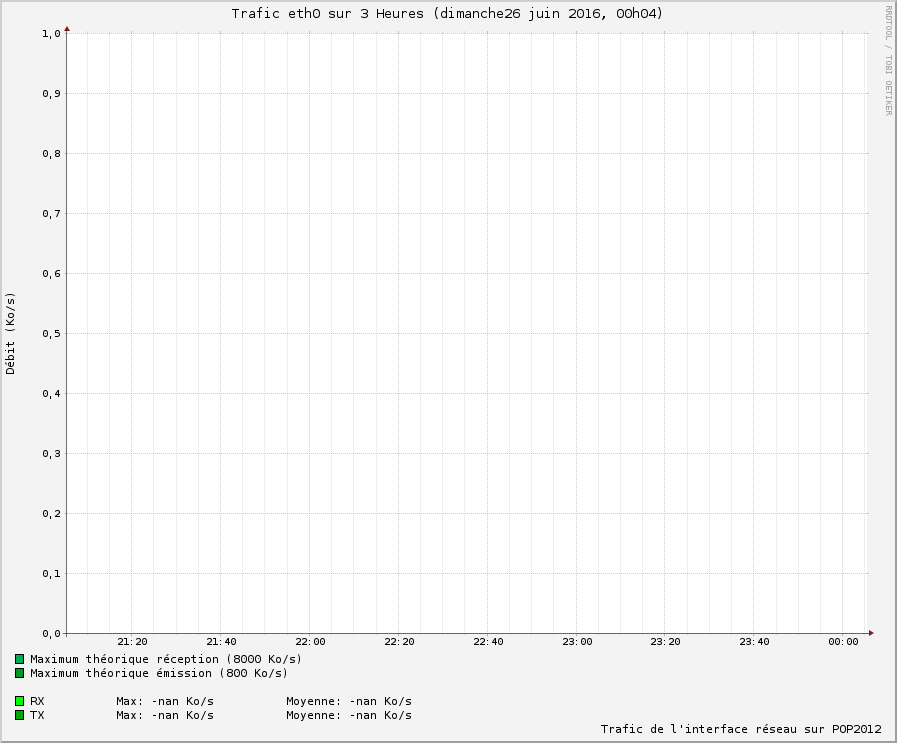 Trafic eth0 sur 3 Heures (dimanche26 juin 2016, 00h04)
RRDTOOL / TOBI OETIKER
Débit (Ko/s)
1,0
0,9
0,8
0,7
0,6
0,5
0,4
0,3
0,2
0,1
0,0
21:20 21:40 22:00 22:20 22:40 23:00 23:20 23:40 00:00
Maximum théorique réception (8000 Ko/s)
Maximum théorique émission (800 Ko/s)
RX Max: -nan Ko/s Moyenne: -nan Ko/s
TX Max: -nan Ko/s Moyenne: -nan Ko/s
Trafic de l'interface réseau sur POP2012